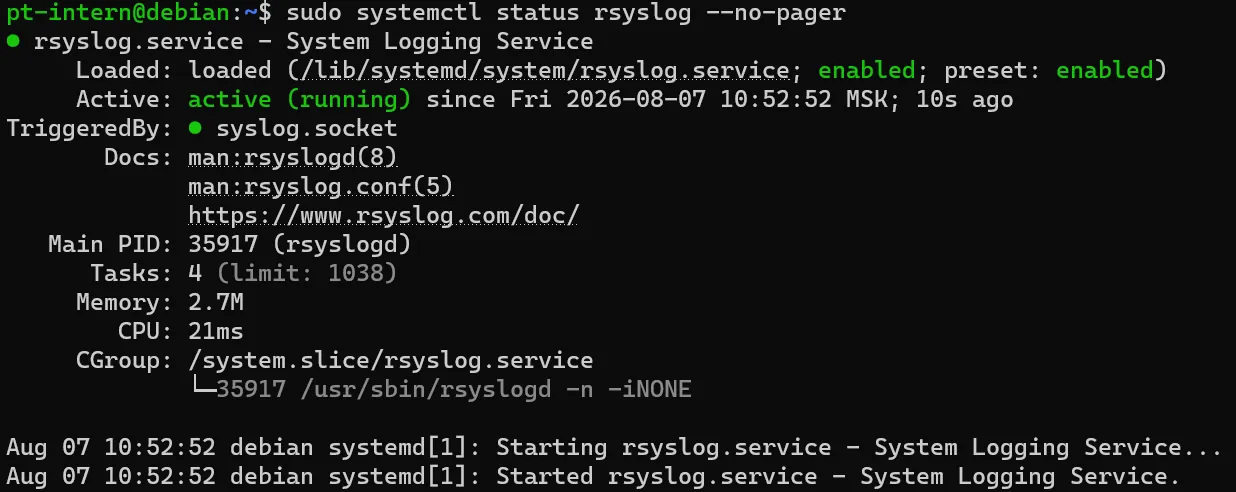 pt-intern@debian:~$ sudo systemctl status rsyslog --no-pager
● rsyslog.service - System Logging Service
     Loaded: loaded (/lib/systemd/system/rsyslog.service; enabled; preset: enabled)
     Active: active (running) since Fri 2026-08-07 10:52:52 MSK; 10s ago
TriggeredBy: ● syslog.socket
       Docs: man:rsyslogd(8)
             man:rsyslog.conf(5)
             https://www.rsyslog.com/doc/
   Main PID: 35917 (rsyslogd)
      Tasks: 4 (limit: 1038)
     Memory: 2.7M
        CPU: 21ms
     CGroup: /system.slice/rsyslog.service
             └─35917 /usr/sbin/rsyslogd -n -iNONE

Aug 07 10:52:52 debian systemd[1]: Starting rsyslog.service - System Logging Service...
Aug 07 10:52:52 debian systemd[1]: Started rsyslog.service - System Logging Service.